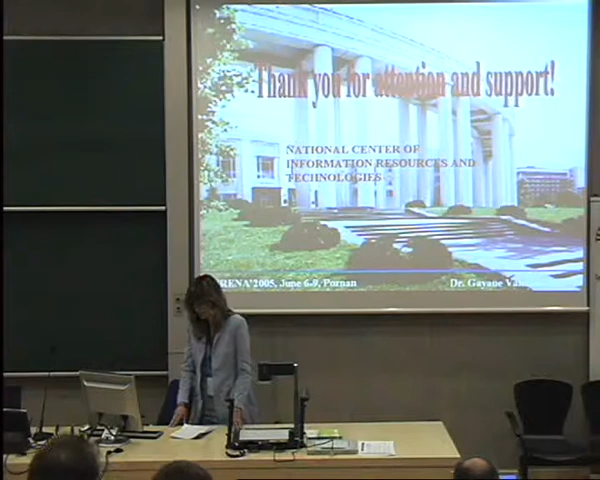 Thank you for attention and support!
NATIONAL CENTER OF
INFORMATION RESOURCES AND
TECHNOLOGIES
2005, June 6-9, Poznan
Dr. Gayane